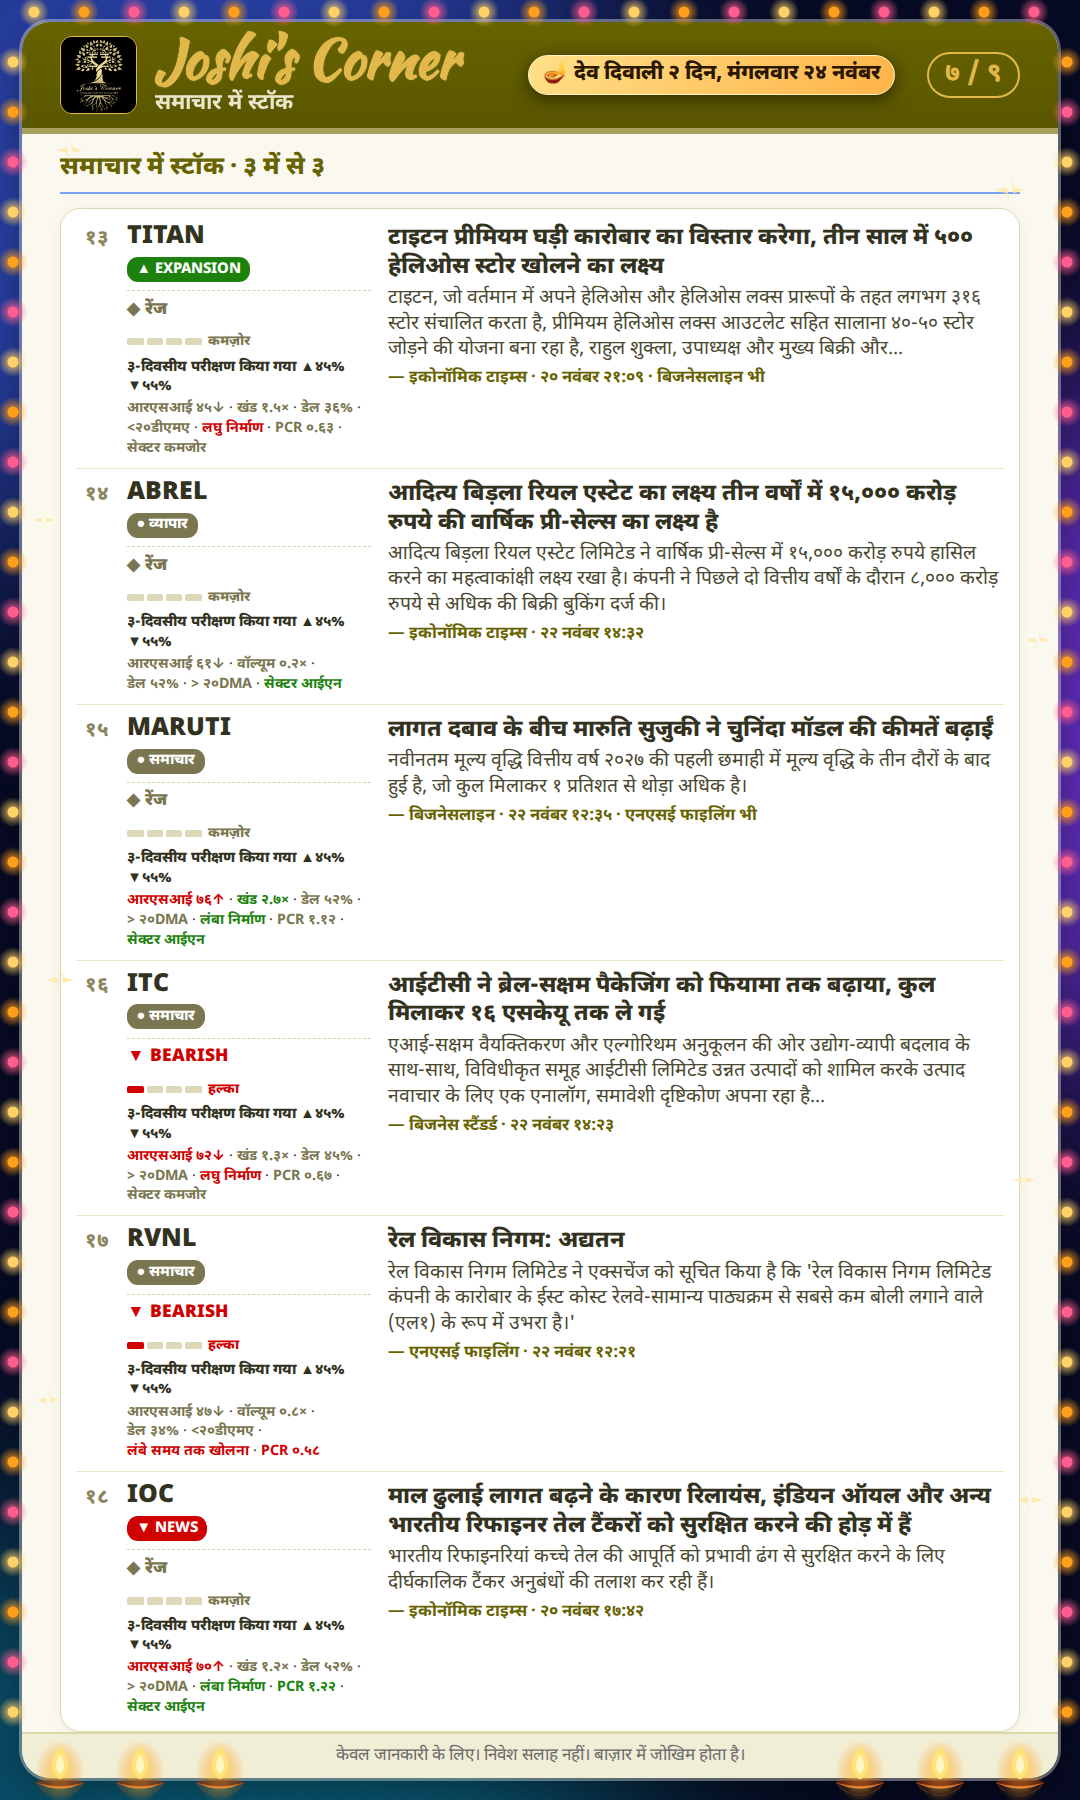 Joshi's Corner
Joshi's Corner
समाचार में स्टॉक
🪔 देव दिवाली २ दिन, मंगलवार २४ नवंबर
७ / ९
समाचार में स्टॉक · ३ में से ३
१३
TITAN
▲ EXPANSION
◆ रेंज
कमज़ोर
३-दिवसीय परीक्षण किया गया ▲४५%
▼५५%
आरएसआई ४५↓ · खंड १.५× · डेल ३६% ·
<२०डीएमए · लघु निर्माण · PCR ०.६३ ·
सेक्टर कमजोर
टाइटन प्रीमियम घड़ी कारोबार का विस्तार करेगा, तीन साल में ५००
हेलिओस स्टोर खोलने का लक्ष्य
टाइटन, जो वर्तमान में अपने हेलिओस और हेलिओस लक्स प्रारूपों के तहत लगभग ३१६
स्टोर संचालित करता है, प्रीमियम हेलिओस लक्स आउटलेट सहित सालाना ४०-५० स्टोर
जोड़ने की योजना बना रहा है, राहुल शुक्ला, उपाध्यक्ष और मुख्य बिक्री और...
— इकोनॉमिक टाइम्स · २० नवंबर २१:०९ · बिजनेसलाइन भी
१४
ABREL
● व्यापार
◆ रेंज
कमज़ोर
३-दिवसीय परीक्षण किया गया ▲४५%
▼५५%
आरएसआई ६१↓ · वॉल्यूम ०.२× ·
डेल ५२% · > २०DMA · सेक्टर आईएन
आदित्य बिड़ला रियल एस्टेट का लक्ष्य तीन वर्षों में १५,००० करोड़
रुपये की वार्षिक प्री-सेल्स का लक्ष्य है
आदित्य बिड़ला रियल एस्टेट लिमिटेड ने वार्षिक प्री-सेल्स में १५,००० करोड़ रुपये हासिल
करने का महत्वाकांक्षी लक्ष्य रखा है। कंपनी ने पिछले दो वित्तीय वर्षों के दौरान ८,००० करोड़
रुपये से अधिक की बिक्री बुकिंग दर्ज की।
— इकोनॉमिक टाइम्स · २२ नवंबर १४:३२
१५
MARUTI
● समाचार
◆ रेंज
कमज़ोर
३-दिवसीय परीक्षण किया गया ▲४५%
▼५५%
आरएसआई ७६↑ · खंड २.७× · डेल ५२% ·
> २०DMA · लंबा निर्माण · PCR १.१२ ·
सेक्टर आईएन
लागत दबाव के बीच मारुति सुजुकी ने चुनिंदा मॉडल की कीमतें बढ़ाईं
नवीनतम मूल्य वृद्धि वित्तीय वर्ष २०२७ की पहली छमाही में मूल्य वृद्धि के तीन दौरों के बाद
हुई है, जो कुल मिलाकर १ प्रतिशत से थोड़ा अधिक है।
— बिजनेसलाइन · २२ नवंबर १२:३५ · एनएसई फाइलिंग भी
१६
ITC
● समाचार
▼ BEARISH
हल्का
३-दिवसीय परीक्षण किया गया ▲४५%
▼५५%
आरएसआई ७२↓ · खंड १.३× · डेल ४५% ·
> २०DMA · लघु निर्माण · PCR ०.६७ ·
सेक्टर कमजोर
आईटीसी ने ब्रेल-सक्षम पैकेजिंग को फियामा तक बढ़ाया, कुल
मिलाकर १६ एसकेयू तक ले गई
एआई-सक्षम वैयक्तिकरण और एल्गोरिथम अनुकूलन की ओर उद्योग-व्यापी बदलाव के
साथ-साथ, विविधीकृत समूह आईटीसी लिमिटेड उन्नत उत्पादों को शामिल करके उत्पाद
नवाचार के लिए एक एनालॉग, समावेशी दृष्टिकोण अपना रहा है...
— बिजनेस स्टैंडर्ड · २२ नवंबर १४:२३
१७
RVNL
● समाचार
▼ BEARISH
हल्का
३-दिवसीय परीक्षण किया गया ▲४५%
▼५५%
आरएसआई ४७↓ · वॉल्यूम ०.८× ·
डेल ३४% · <२०डीएमए ·
लंबे समय तक खोलना · PCR ०.५८
रेल विकास निगम: अद्यतन
रेल विकास निगम लिमिटेड ने एक्सचेंज को सूचित किया है कि 'रेल विकास निगम लिमिटेड
कंपनी के कारोबार के ईस्ट कोस्ट रेलवे-सामान्य पाठ्यक्रम से सबसे कम बोली लगाने वाले
(एल१) के रूप में उभरा है।'
— एनएसई फाइलिंग · २२ नवंबर १२:२१
१८
IOC
▼ NEWS
◆ रेंज
कमज़ोर
३-दिवसीय परीक्षण किया गया ▲४५%
▼५५%
आरएसआई ७०↑ · खंड १.२× · डेल ५२% ·
> २०DMA · लंबा निर्माण · PCR १.२२ ·
सेक्टर आईएन
माल ढुलाई लागत बढ़ने के कारण रिलायंस, इंडियन ऑयल और अन्य
भारतीय रिफाइनर तेल टैंकरों को सुरक्षित करने की होड़ में हैं
भारतीय रिफाइनरियां कच्चे तेल की आपूर्ति को प्रभावी ढंग से सुरक्षित करने के लिए
दीर्घकालिक टैंकर अनुबंधों की तलाश कर रही हैं।
— इकोनॉमिक टाइम्स · २० नवंबर १७:४२
केवल जानकारी के लिए। निवेश सलाह नहीं। बाज़ार में जोखिम होता है।